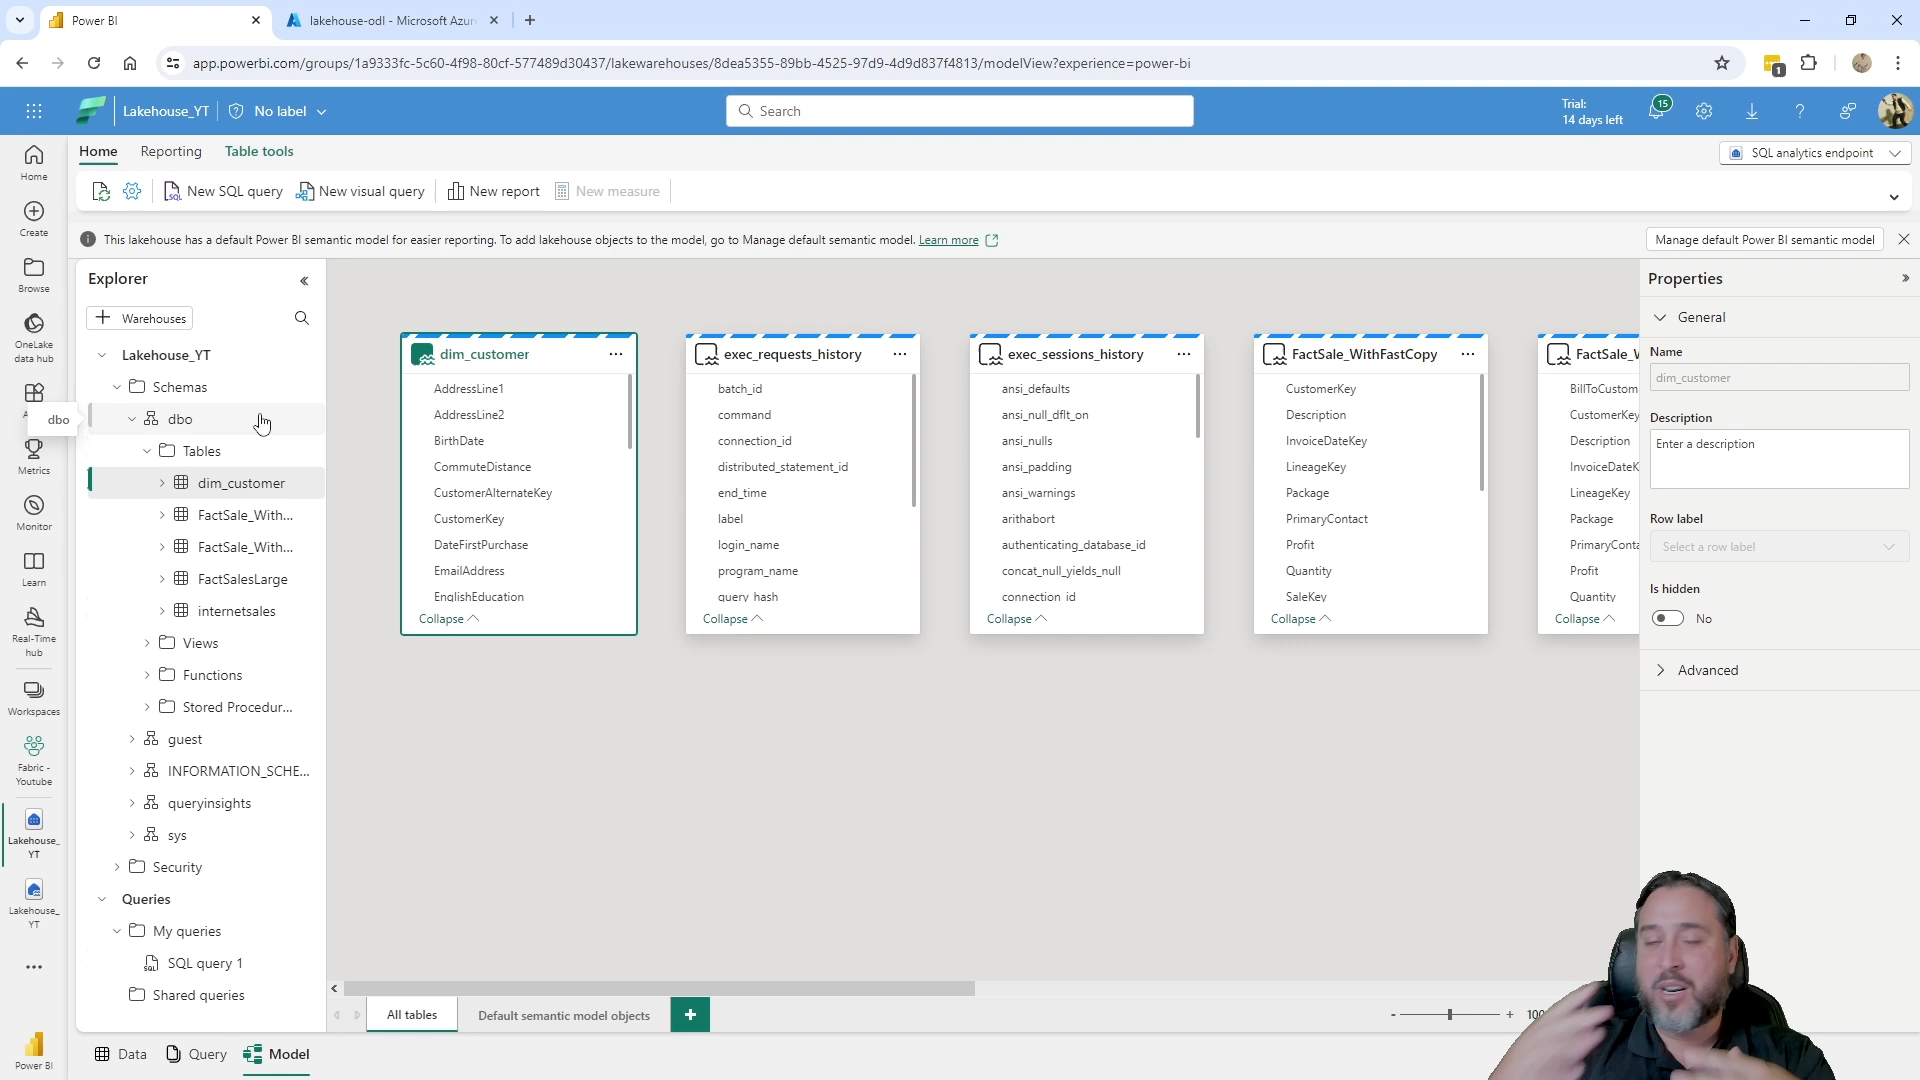 Power BI
lakehouse-odl - Microsoft Azur
app.powerbi.com/groups/1a9333fc-5c60-4f98-80cf-577489d30437/lakewarehouses/8dea5355-89bb-4525-97d9-4d9d837f4813/modelView?experience=power-bi
1
Lakehouse_YT
No label
Search
Trial:
14 days left
15
Home
Reporting
Table tools
SQL analytics endpoint
New SQL query
New visual query
New report
New measure
This lakehouse has a default Power BI semantic model for easier reporting. To add lakehouse objects to the model, go to Manage default semantic model. Learn more
Manage default Power BI semantic model
Home
Create
Browse
OneLake
data hub
dbo
Metrics
Monitor
Learn
Real-Time
hub
Workspaces
Fabric -
Youtube
Lakehouse_
YT
Lakehouse_
YT
Power BI
Explorer
Warehouses
Lakehouse_YT
Schemas
dbo
Tables
dim_customer
FactSale_With...
FactSale_With...
FactSalesLarge
internetsales
Views
Functions
Stored Procedur...
guest
INFORMATION_SCHE...
queryinsights
sys
Security
Queries
My queries
SQL query 1
Shared queries
dim_customer
AddressLine1
AddressLine2
BirthDate
CommuteDistance
CustomerAlternateKey
CustomerKey
DateFirstPurchase
EmailAddress
EnglishEducation
Collapse
exec_requests_history
batch_id
command
connection_id
distributed_statement_id
end_time
label
login_name
program_name
query_hash
Collapse
exec_sessions_history
ansi_defaults
ansi_null_dflt_on
ansi_nulls
ansi_padding
ansi_warnings
arithabort
authenticating_database_id
concat_null_yields_null
connection_id
Collapse
FactSale_WithFastCopy
CustomerKey
Description
InvoiceDateKey
LineageKey
Package
PrimaryContact
Profit
Quantity
SaleKey
Collapse
FactSale_W
BillToCustom
CustomerKey
Description
InvoiceDateK
LineageKey
Package
PrimaryConta
Profit
Quantity
Collapse
Properties
General
Name
dim_customer
Description
Enter a description
Row label
Select a row label
Is hidden
No
Advanced
All tables
Default semantic model objects
100
Data
Query
Model